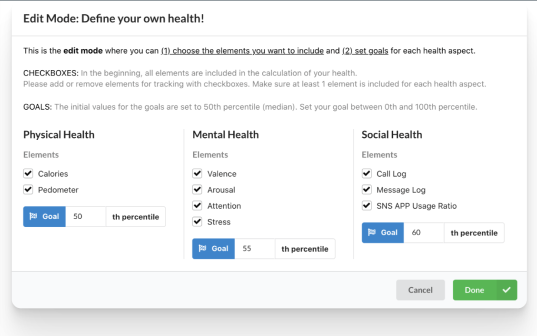 Edit Mode: Define your own health!
This is the edit mode where you can (1) choose the elements you want to include and (2) set goals for each health aspect.
CHECKBOXES: In the beginning, all elements are included in the calculation of your health.
Please add or remove elements for tracking with checkboxes. Make sure at least 1 element is included for each health aspect.
GOALS: The initial values for the goals are set to 50th percentile (median). Set your goal between 0th and 100th percentile.
Physical Health
Elements
Calories
Pedometer
Goal 50 th percentile
Mental Health
Elements
Valence
Arousal
Attention
Stress
Goal 55 th percentile
Social Health
Elements
Call Log
Message Log
SNS APP Usage Ratio
Goal 60 th percentile
Cancel
Done